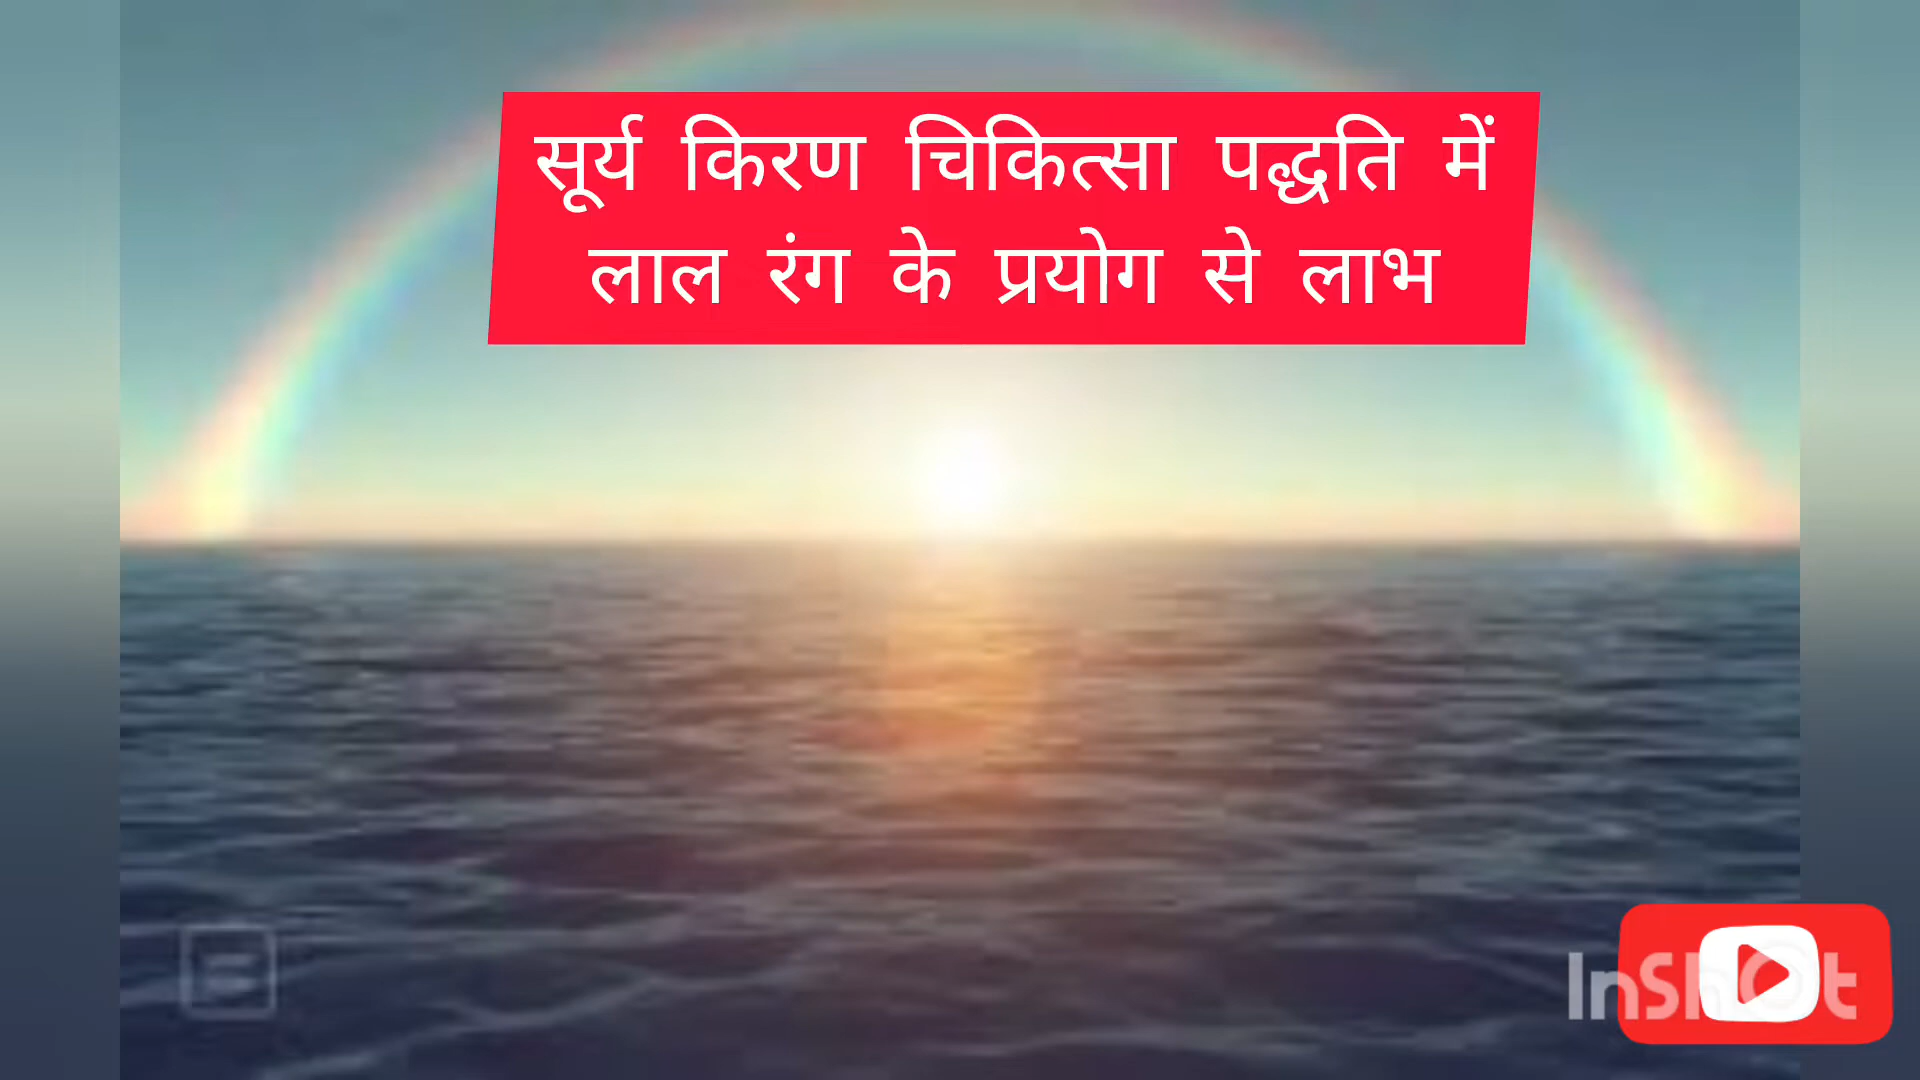 सूर्य किरण चिकित्सा पद्धति में
लाल रंग के प्रयोग से लाभ
InShOt